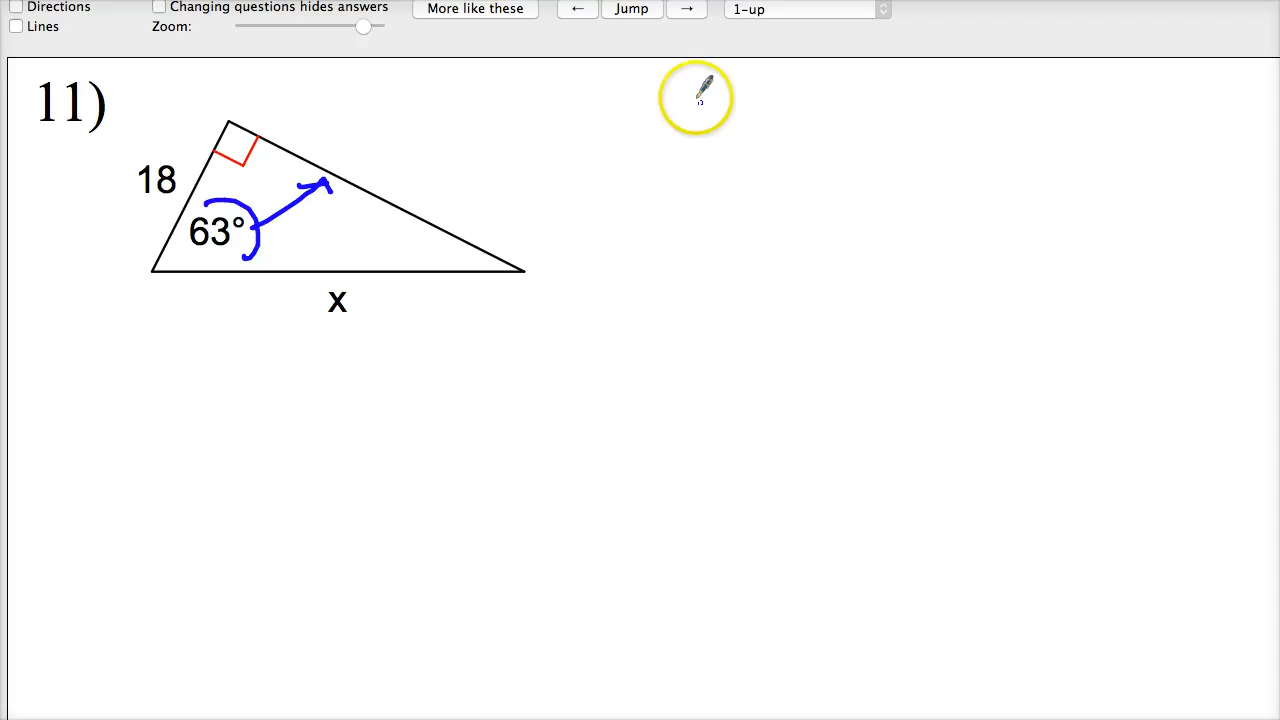 Directions
Changing questions hides answers
More like these
←
Jump
→
1-up
Lines
Zoom:
11)
18
63°
x